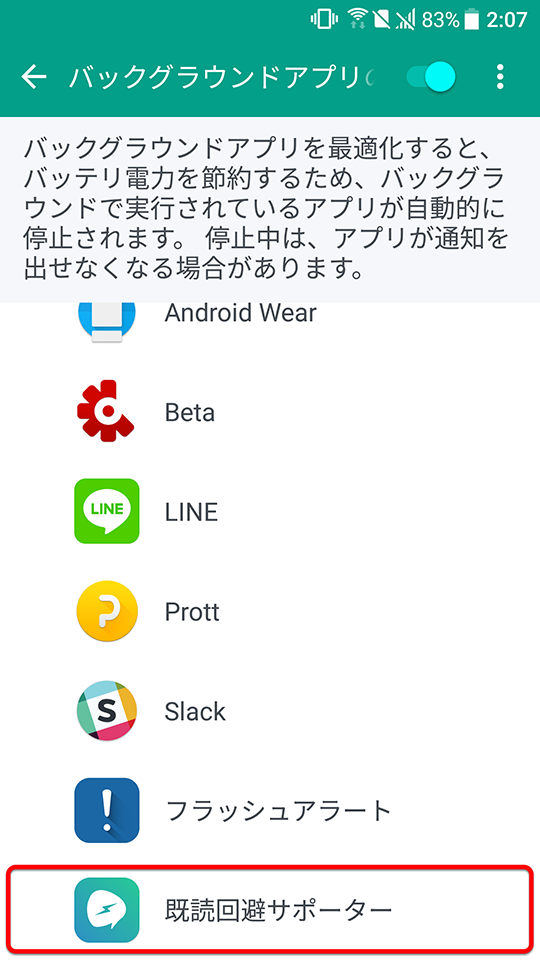 83% 2:07
バックグラウンドアプリ
バックグラウンドアプリを最適化すると、
バッテリ電力を節約するため、バックグラ
ウンドで実行されているアプリが自動的に
停止されます。 停止中は、アプリが通知を
出せなくなる場合があります。
Android Wear
Beta
LINE
LINE
Prott
S
Slack
フラッシュアラート
既読回避サポーター